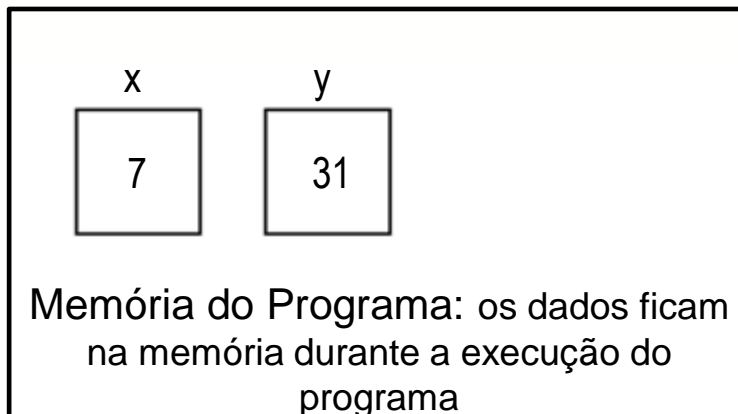 x y
7 31
Memória do Programa: os dados ficam
na memória durante a execução do
programa